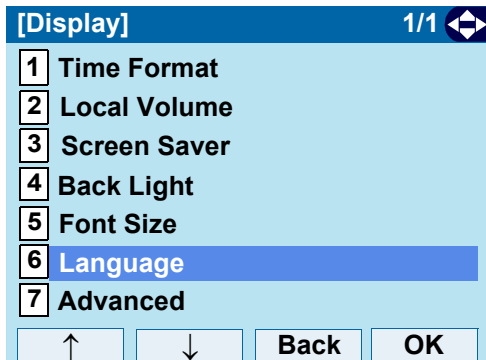 [Display] 1/1
1 Time Format
2 Local Volume
3 Screen Saver
4 Back Light
5 Font Size
6 Language
7 Advanced
↑ ↓ Back OK